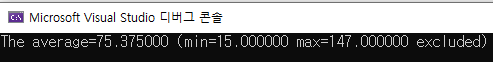 Microsoft Visual Studio 디버그 콘솔
The average=75.375000 (min=15.000000 max=147.000000 excluded)